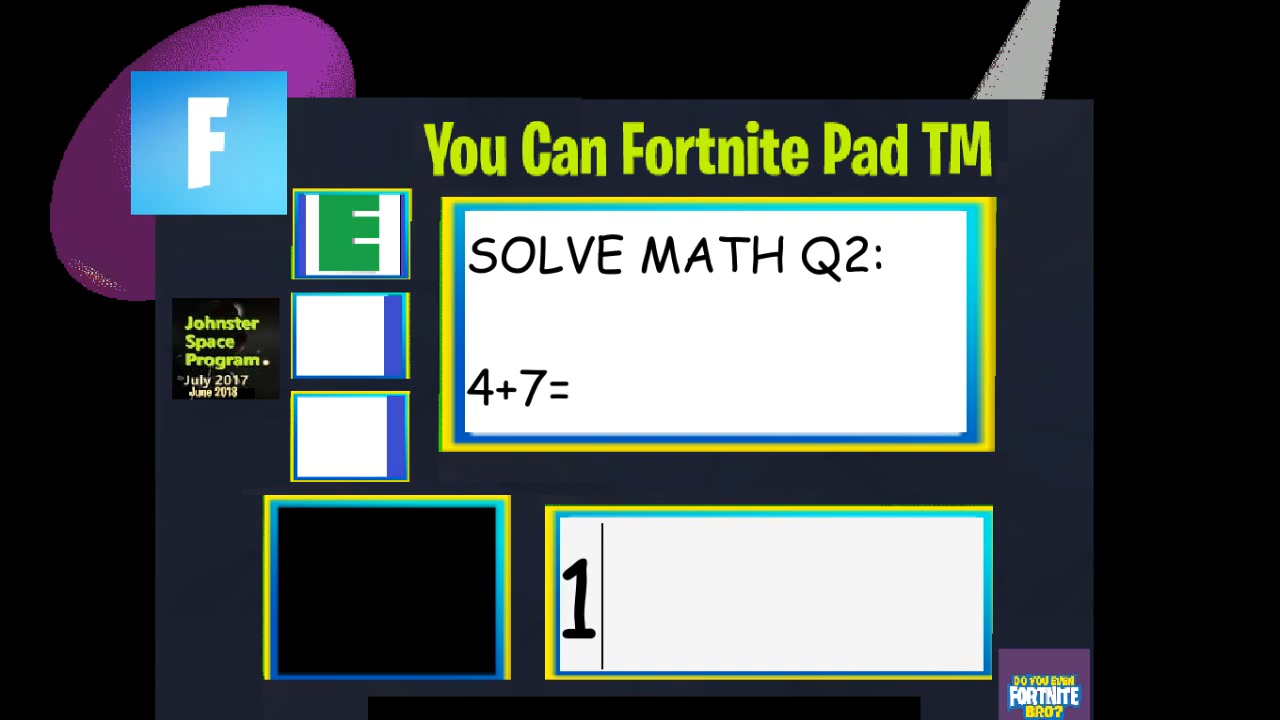 F
You Can Fortnite Pad TM
E
SOLVE MATH Q2:
4+7=
Johnster
Space
Program.
July 2017
June 2018
1
DO YOU EVEN
FORTNITE
BRO?